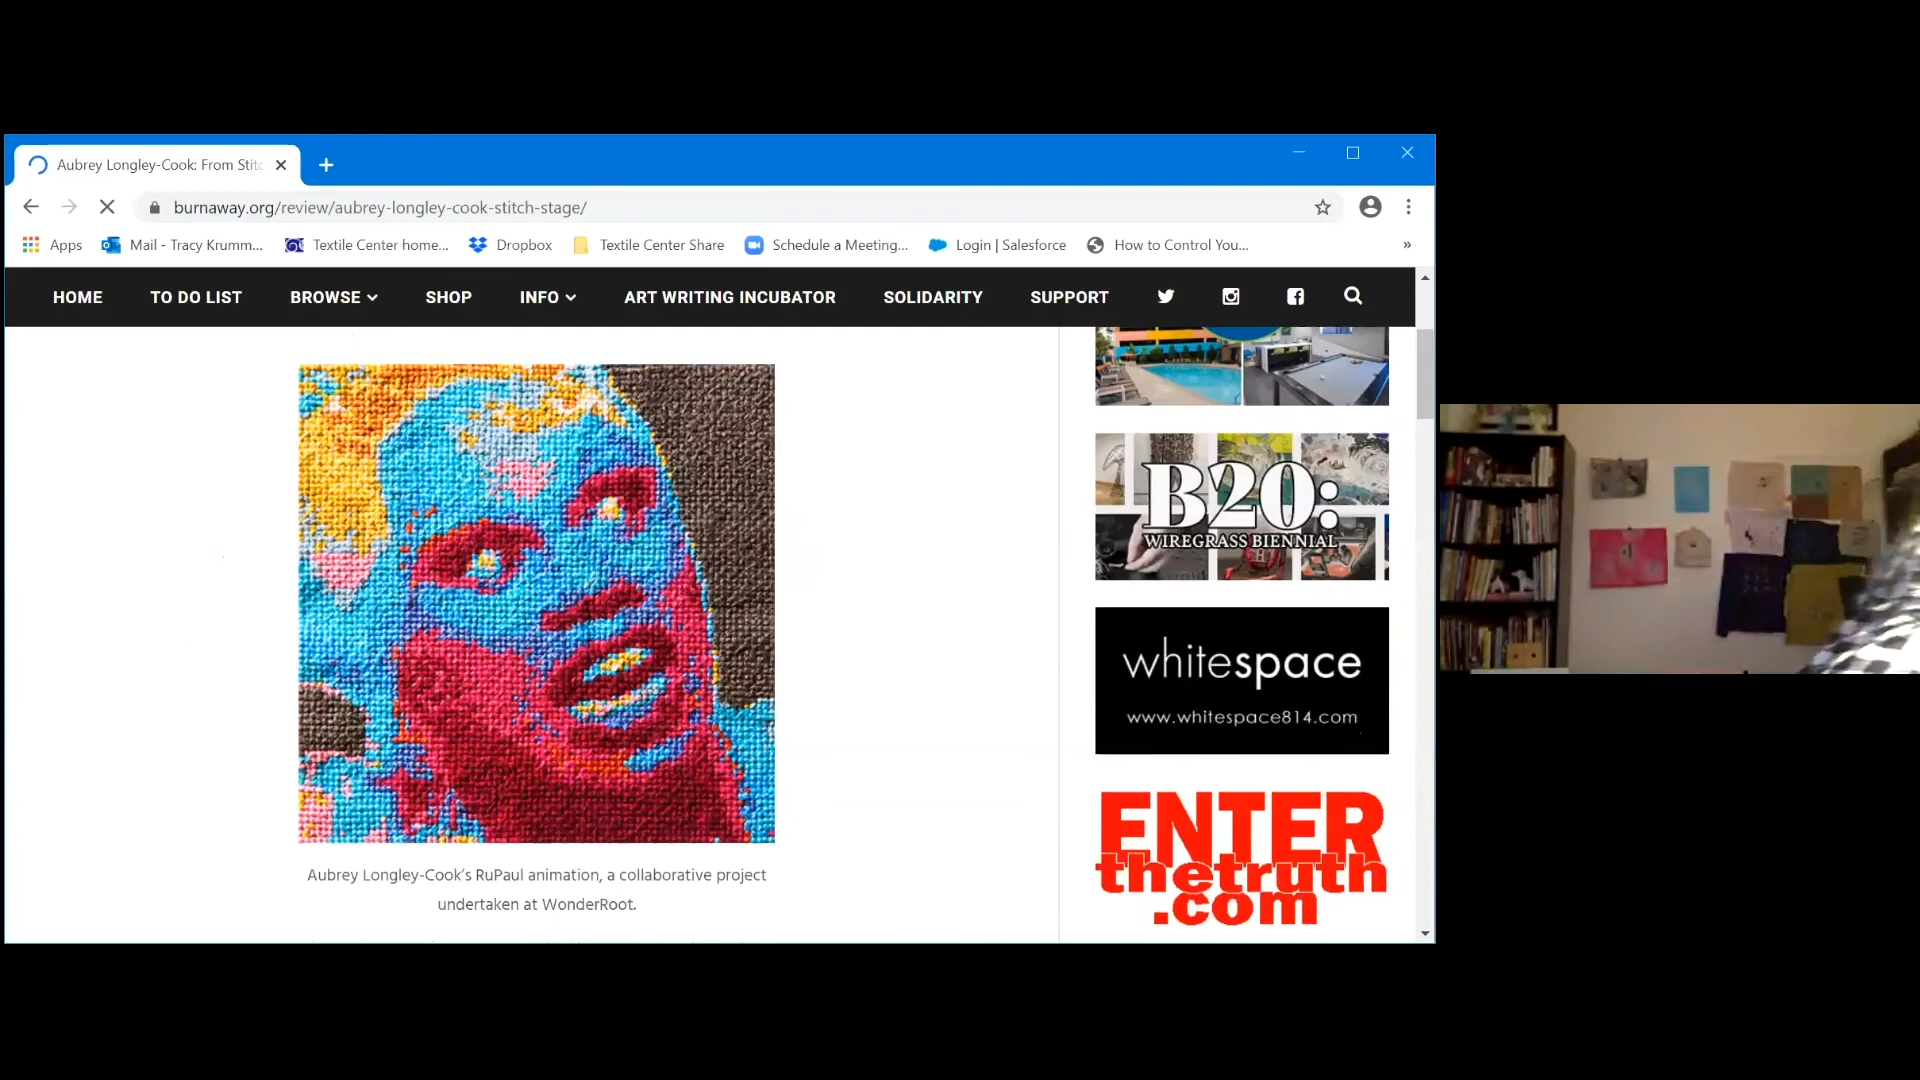 Aubrey Longley-Cook: From Stitc
burnaway.org/review/aubrey-longley-cook-stitch-stage/
Apps Mail - Tracy Krumm... Textile Center home... Dropbox Textile Center Share Schedule a Meeting... Login | Salesforce How to Control You... »
HOME TO DO LIST BROWSE SHOP INFO ART WRITING INCUBATOR SOLIDARITY SUPPORT
B20:
WIREGRASS BIENNIAL
whitespace
www.whitespace814.com
ENTER
thetruth
.com
Aubrey Longley-Cook’s RuPaul animation, a collaborative project
undertaken at WonderRoot.